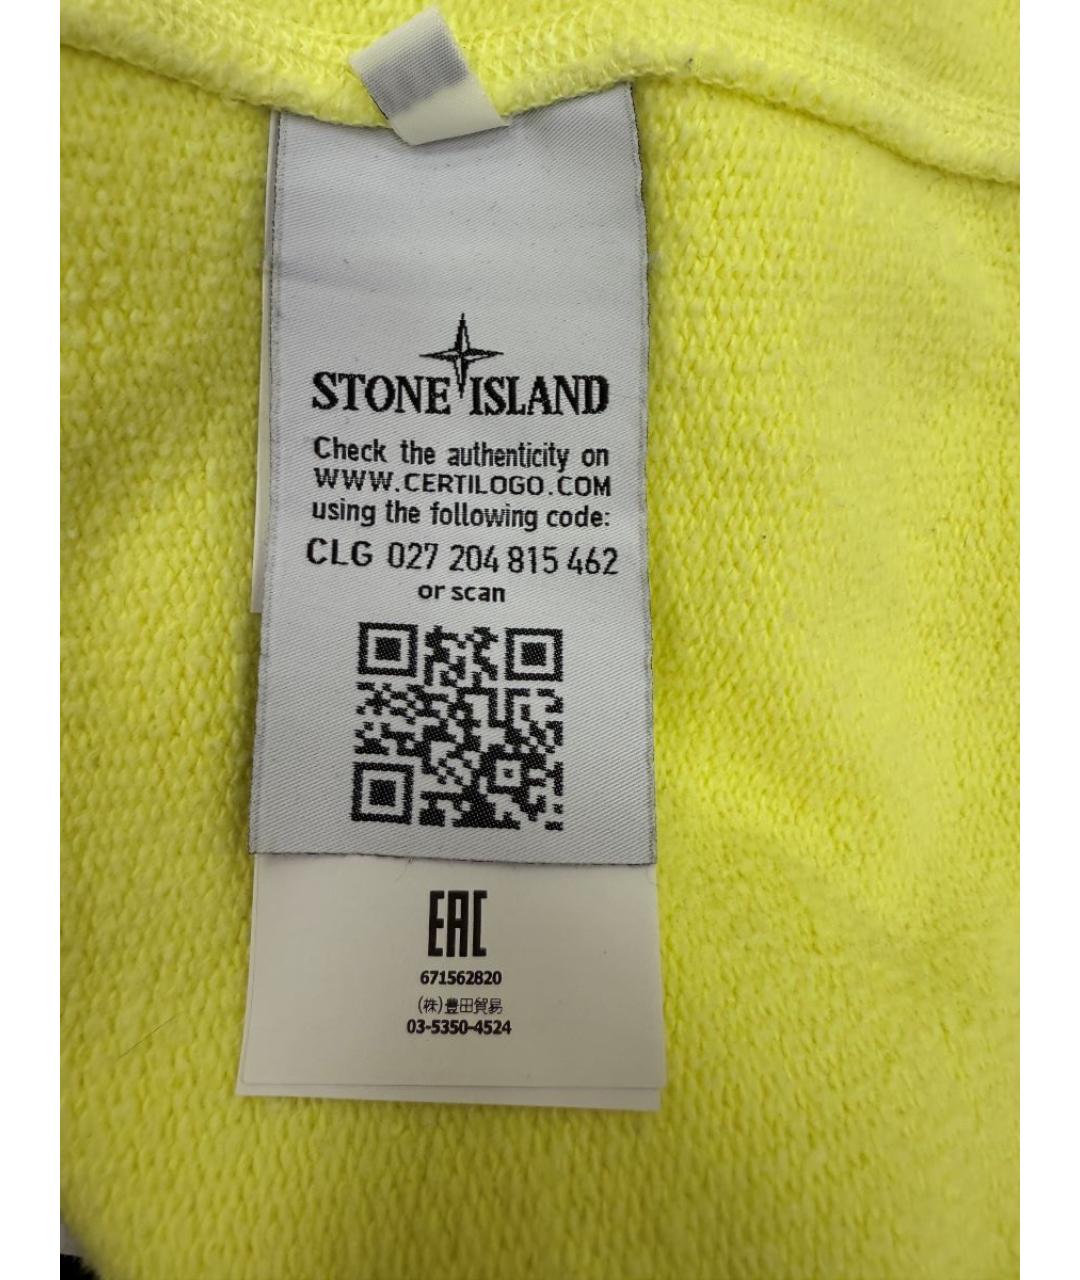 STONE ISLAND
Check the authenticity on
WWW.CERTILOGO.COM
using the following code:
CLG 027 204 815 462
or scan
EAC
671562820
(株)豊田貿易
03-5350-4524